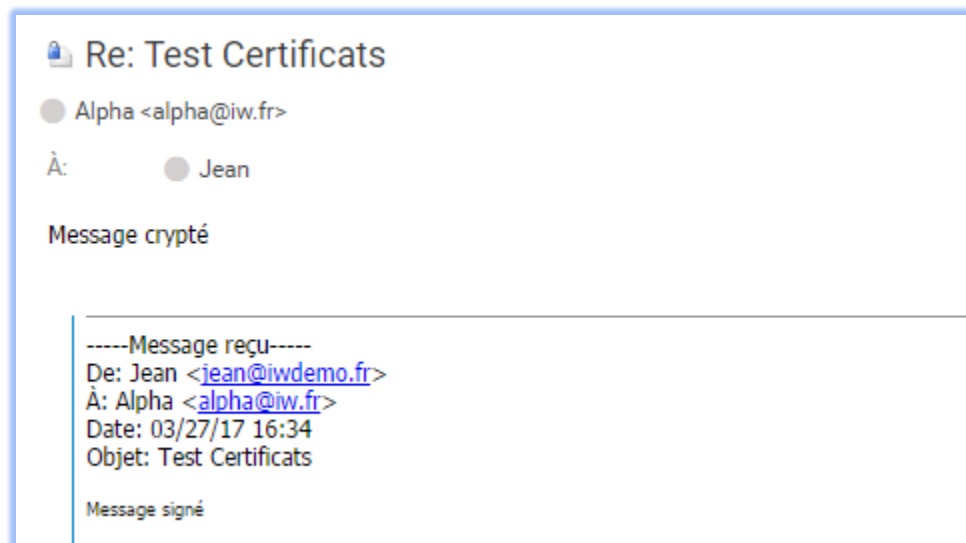 Re: Test Certificats
Alpha <alpha@iw.fr>
À: Jean
Message crypté
-----Message reçu-----
De: Jean <jean@iwdemo.fr>
À: Alpha <alpha@iw.fr>
Date: 03/27/17 16:34
Objet: Test Certificats
Message signé